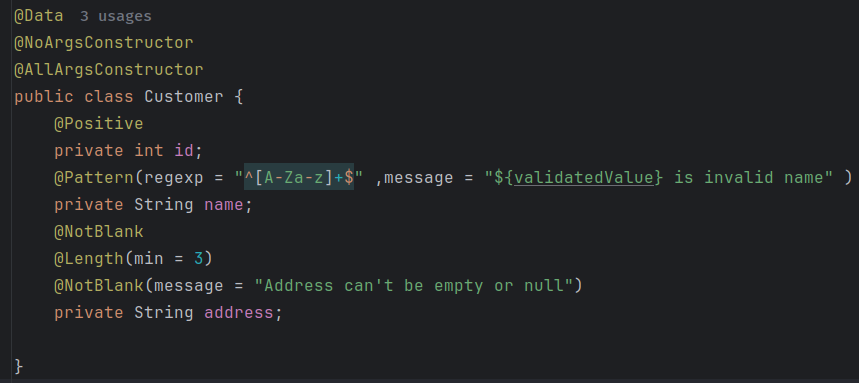 @Data 3 usages
@NoArgsConstructor
@AllArgsConstructor
public class Customer {
    @Positive
    private int id;
    @Pattern(regexp = "^[A-Za-z]+$" ,message = "${validatedValue} is invalid name" )
    private String name;
    @NotBlank
    @Length(min = 3)
    @NotBlank(message = "Address can't be empty or null")
    private String address;
}